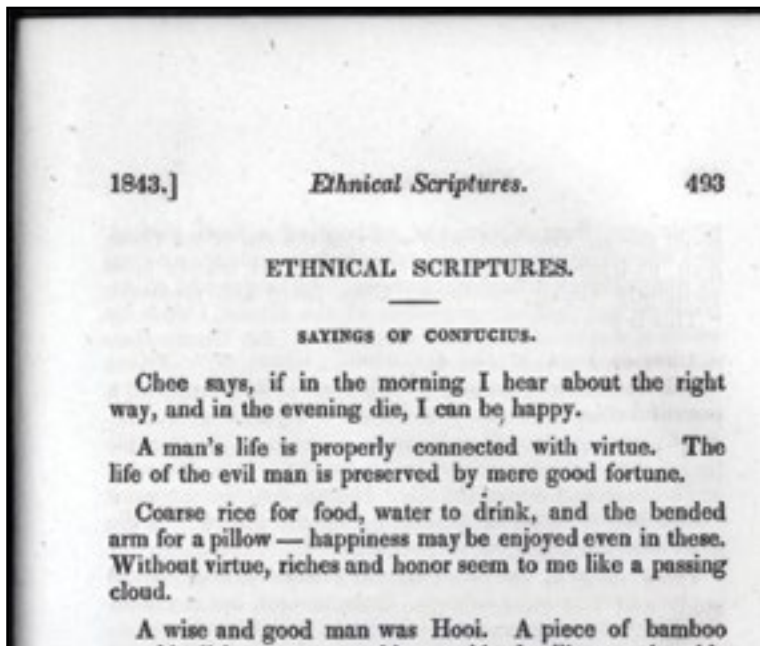 1843.] Ethnical Scriptures. 493
ETHNICAL SCRIPTURES.
SAYINGS OF CONFUCIUS.
Chee says, if in the morning I hear about the right
way, and in the evening die, I can be happy.
A man's life is properly connected with virtue. The
life of the evil man is preserved by mere good fortune.
Coarse rice for food, water to drink, and the bended
arm for a pillow — happiness may be enjoyed even in these.
Without virtue, riches and honor seem to me like a passing
cloud.
A wise and good man was Hooi. A piece of bamboo